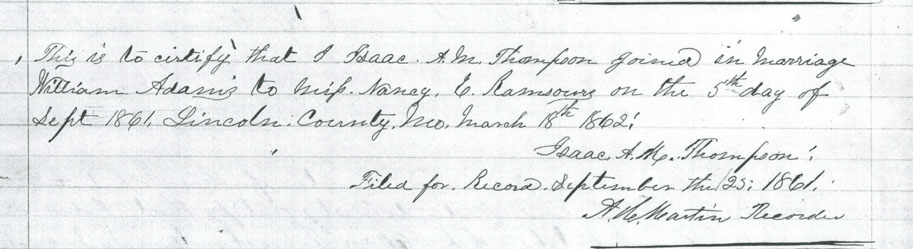 This is to certify that I Isaac. A. M. Thompson joined in Marriage
William Adams to Miss. Nancy. E. Ramsours on the 5th day of
Sept 1861. Lincoln. County. Mo. March 18th 1862.
Isaac. A. M. Thompson.
Filed for. Record. September the 25. 1861.
Martin Recorder